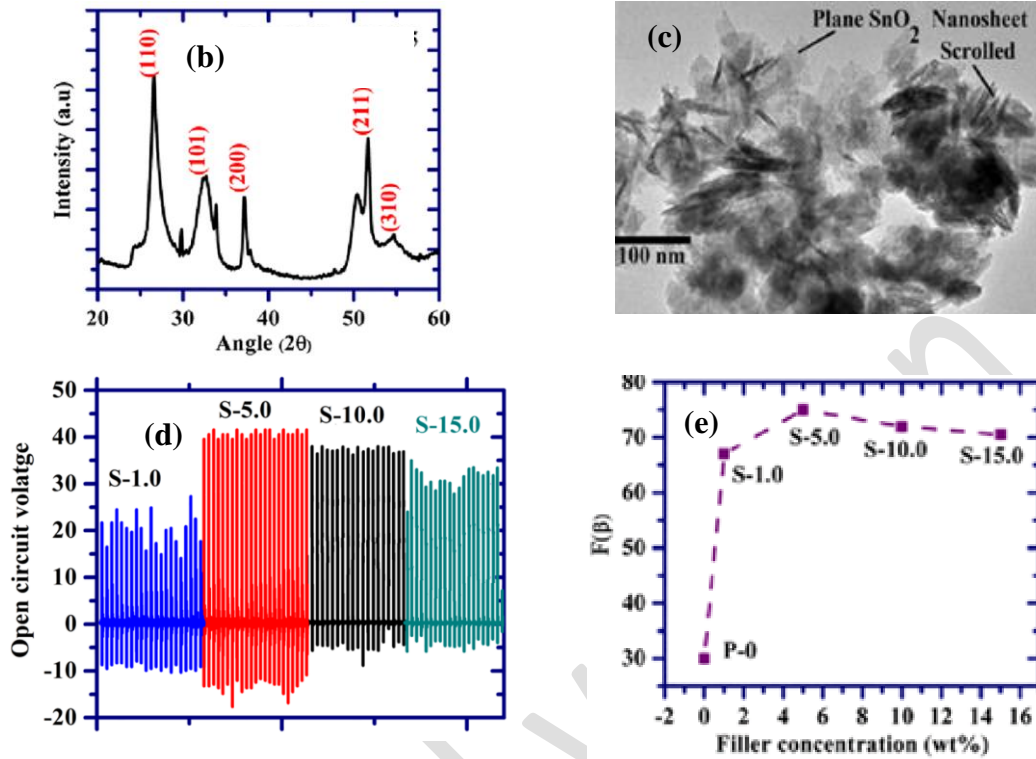 (b)
(110)
(101)
(200)
(211)
(310)
Intensity (a.u)
20 30 40 50 60
Angle (2θ)
(c)
Plane SnO2 Nanosheet
Scrolled
100 nm
(d)
S-1.0
S-5.0
S-10.0
S-15.0
Open circuit volatge
50
40
30
20
10
0
-10
-20
(e)
F(β)
80
70
60
50
40
30
P-0
S-1.0
S-5.0
S-10.0
S-15.0
-2 0 2 4 6 8 10 12 14 16
Filler concentration (wt%)